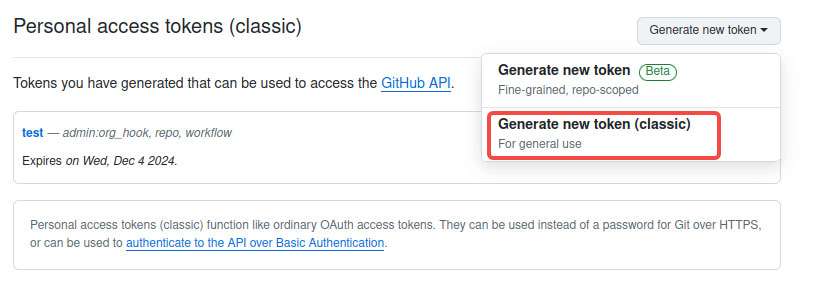 Personal access tokens (classic)
Generate new token
Generate new token Beta
Fine-grained, repo-scoped
Tokens you have generated that can be used to access the GitHub API.
Generate new token (classic)
For general use
test — admin:org_hook, repo, workflow
Expires on Wed, Dec 4 2024.
Personal access tokens (classic) function like ordinary OAuth access tokens. They can be used instead of a password for Git over HTTPS,
or can be used to authenticate to the API over Basic Authentication.